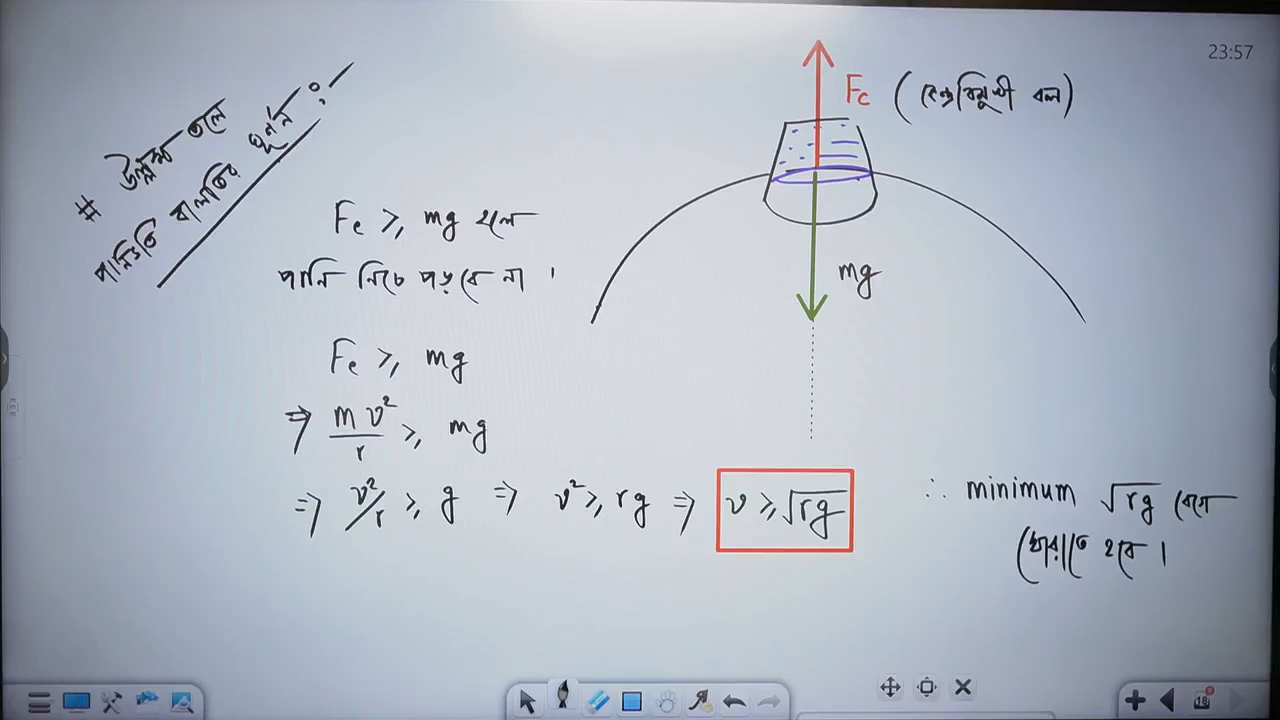 23:57
# উল্লম্ব তলে
পানিভর্তি বালতির ঘূর্ণন :
Fc (কেন্দ্রবিমুখী বল)
mg
Fc ≥ mg হলে
পানি নিচে পড়বে না ।
Fc ≥ mg
⇒ mv²/r ≥ mg
⇒ v²/r ≥ g ⇒ v² ≥ rg ⇒ v ≥ √rg
∴ minimum √rg বেগে
ঘোরাতে হবে ।
18